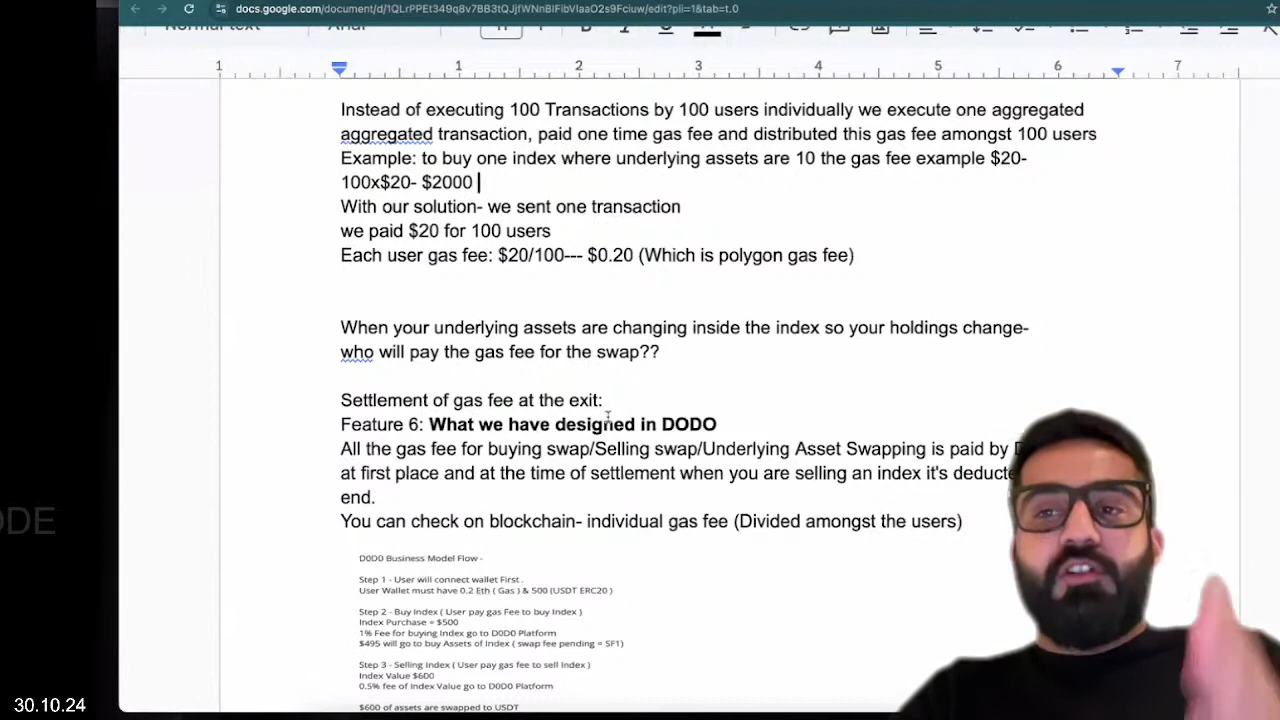 docs.google.com/document/d/1QLrPPEt349q8v7BB3tQJjfWNnBIFibVIaaO2s9Fciuw/edit?pli=1&tab=t.0
Normal text
Arial
1 1 2 3 4 5 6 7
Instead of executing 100 Transactions by 100 users individually we execute one aggregated
aggregated transaction, paid one time gas fee and distributed this gas fee amongst 100 users
Example: to buy one index where underlying assets are 10 the gas fee example $20-
100x$20- $2000
With our solution- we sent one transaction
we paid $20 for 100 users
Each user gas fee: $20/100--- $0.20 (Which is polygon gas fee)
When your underlying assets are changing inside the index so your holdings change-
who will pay the gas fee for the swap??
Settlement of gas fee at the exit:
Feature 6: What we have designed in DODO
All the gas fee for buying swap/Selling swap/Underlying Asset Swapping is paid by
at first place and at the time of settlement when you are selling an index it's deducte
end.
You can check on blockchain- individual gas fee (Divided amongst the users)
D0D0 Business Model Flow -
Step 1 - User will connect wallet First .
User Wallet must have 0.2 Eth ( Gas ) & 500 (USDT ERC20 )
Step 2 - Buy Index ( User pay gas Fee to buy Index )
Index Purchase = $500
1% Fee for buying Index go to D0D0 Platform
$495 will go to buy Assets of Index ( swap fee pending = SF1)
Step 3 - Selling Index ( User pay gas fee to sell Index )
Index Value $600
0.5% fee of Index Value go to D0D0 Platform
$600 of assets are swapped to USDT
ODE
30.10.24